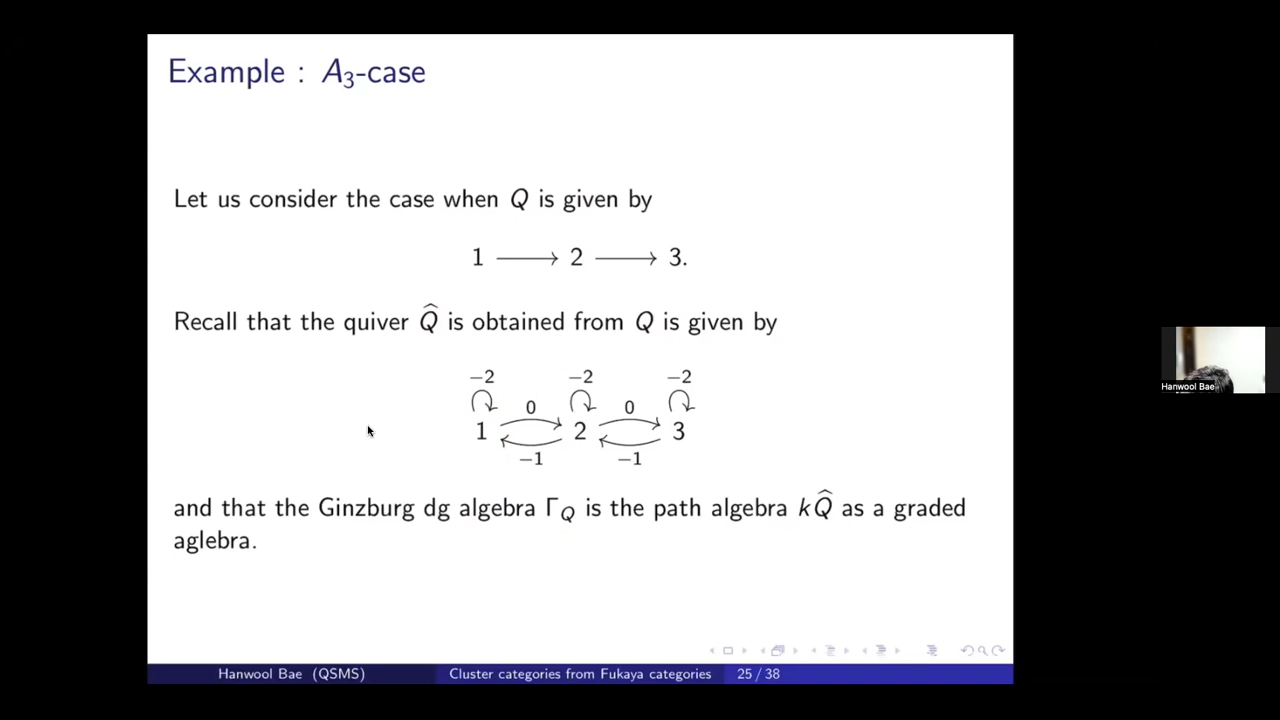 Example : A₃-case
Let us consider the case when Q is given by
1 ⟶ 2 ⟶ 3.
Recall that the quiver Q̂ is obtained from Q is given by
−2 −2 −2
0 0
1 2 3
−1 −1
and that the Ginzburg dg algebra Γ_Q is the path algebra kQ̂ as a graded
aglebra.
Hanwool Bae (QSMS) Cluster categories from Fukaya categories 25 / 38
Hanwool Bae